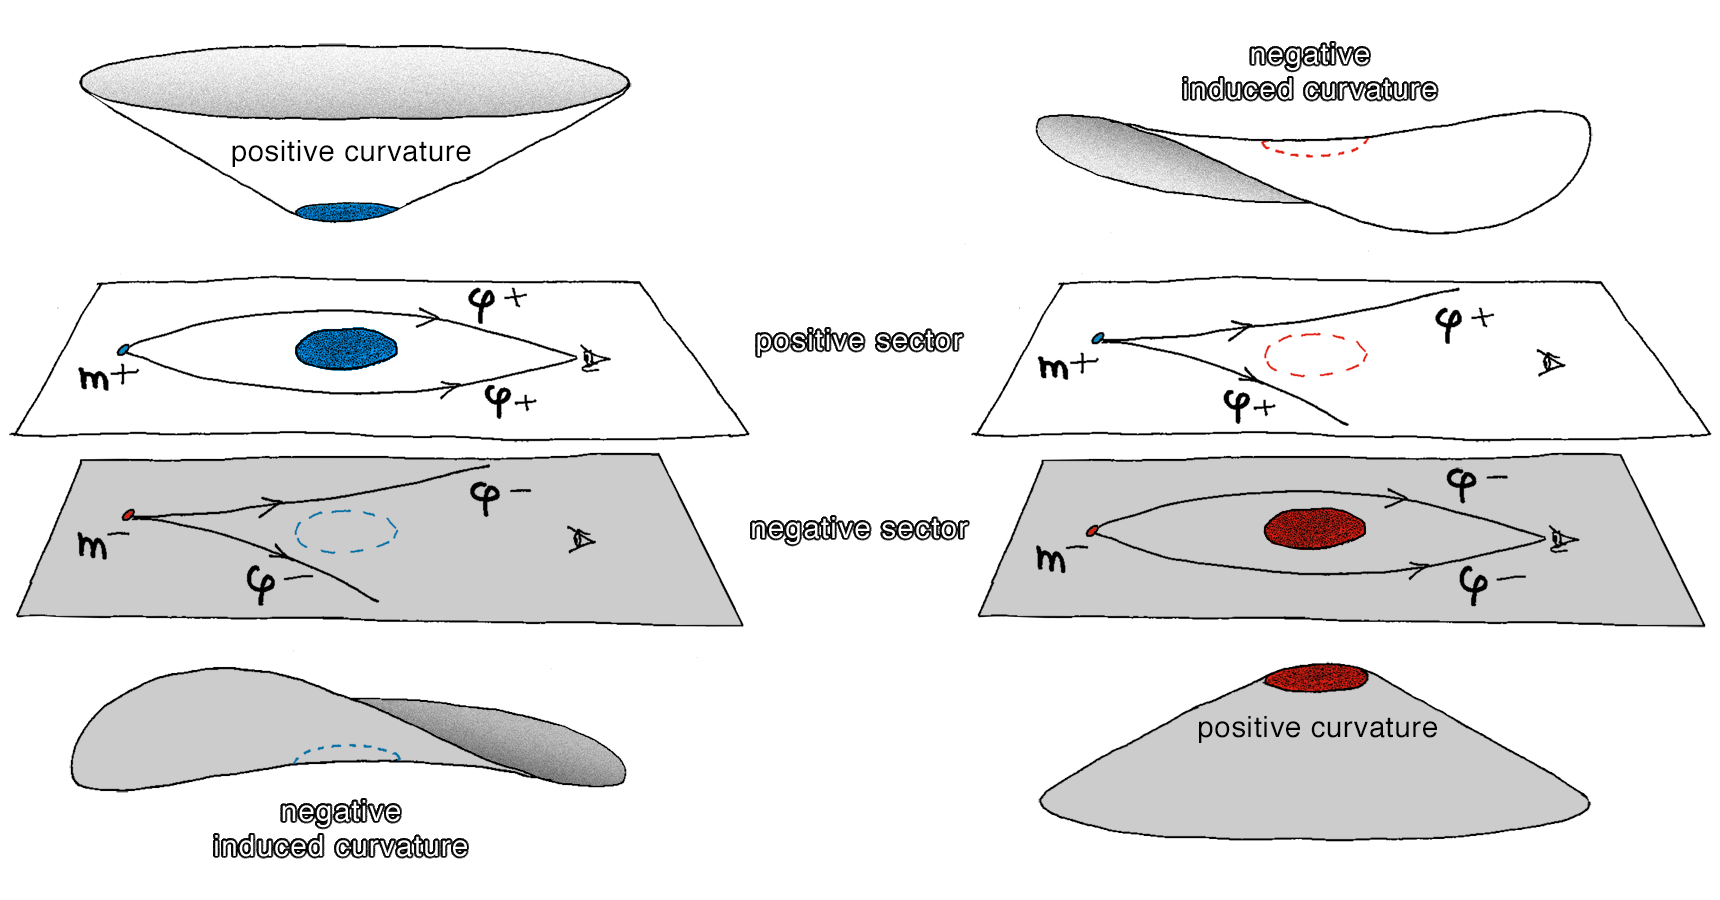 negative
induced curvature
positive curvature
φ+
m+
φ+
positive sector
φ+
m+
φ+
φ−
m−
φ−
negative sector
φ−
m−
φ−
positive curvature
negative
induced curvature